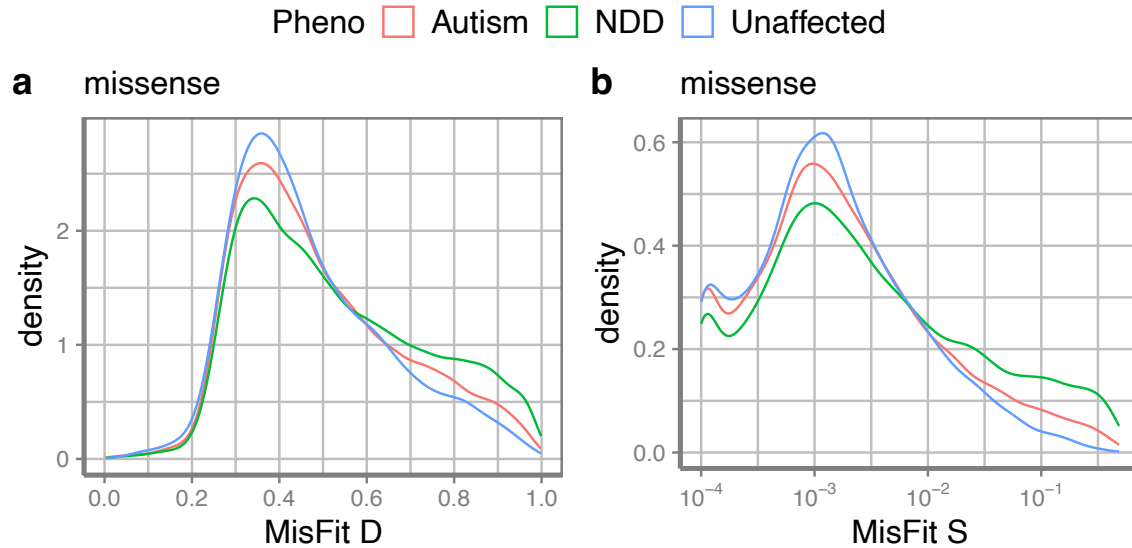 Pheno Autism NDD Unaffected
a missense
b missense
density
2
1
0
0.0 0.2 0.4 0.6 0.8 1.0
MisFit D
density
0.6
0.4
0.2
0.0
10⁻⁴ 10⁻³ 10⁻² 10⁻¹
MisFit S